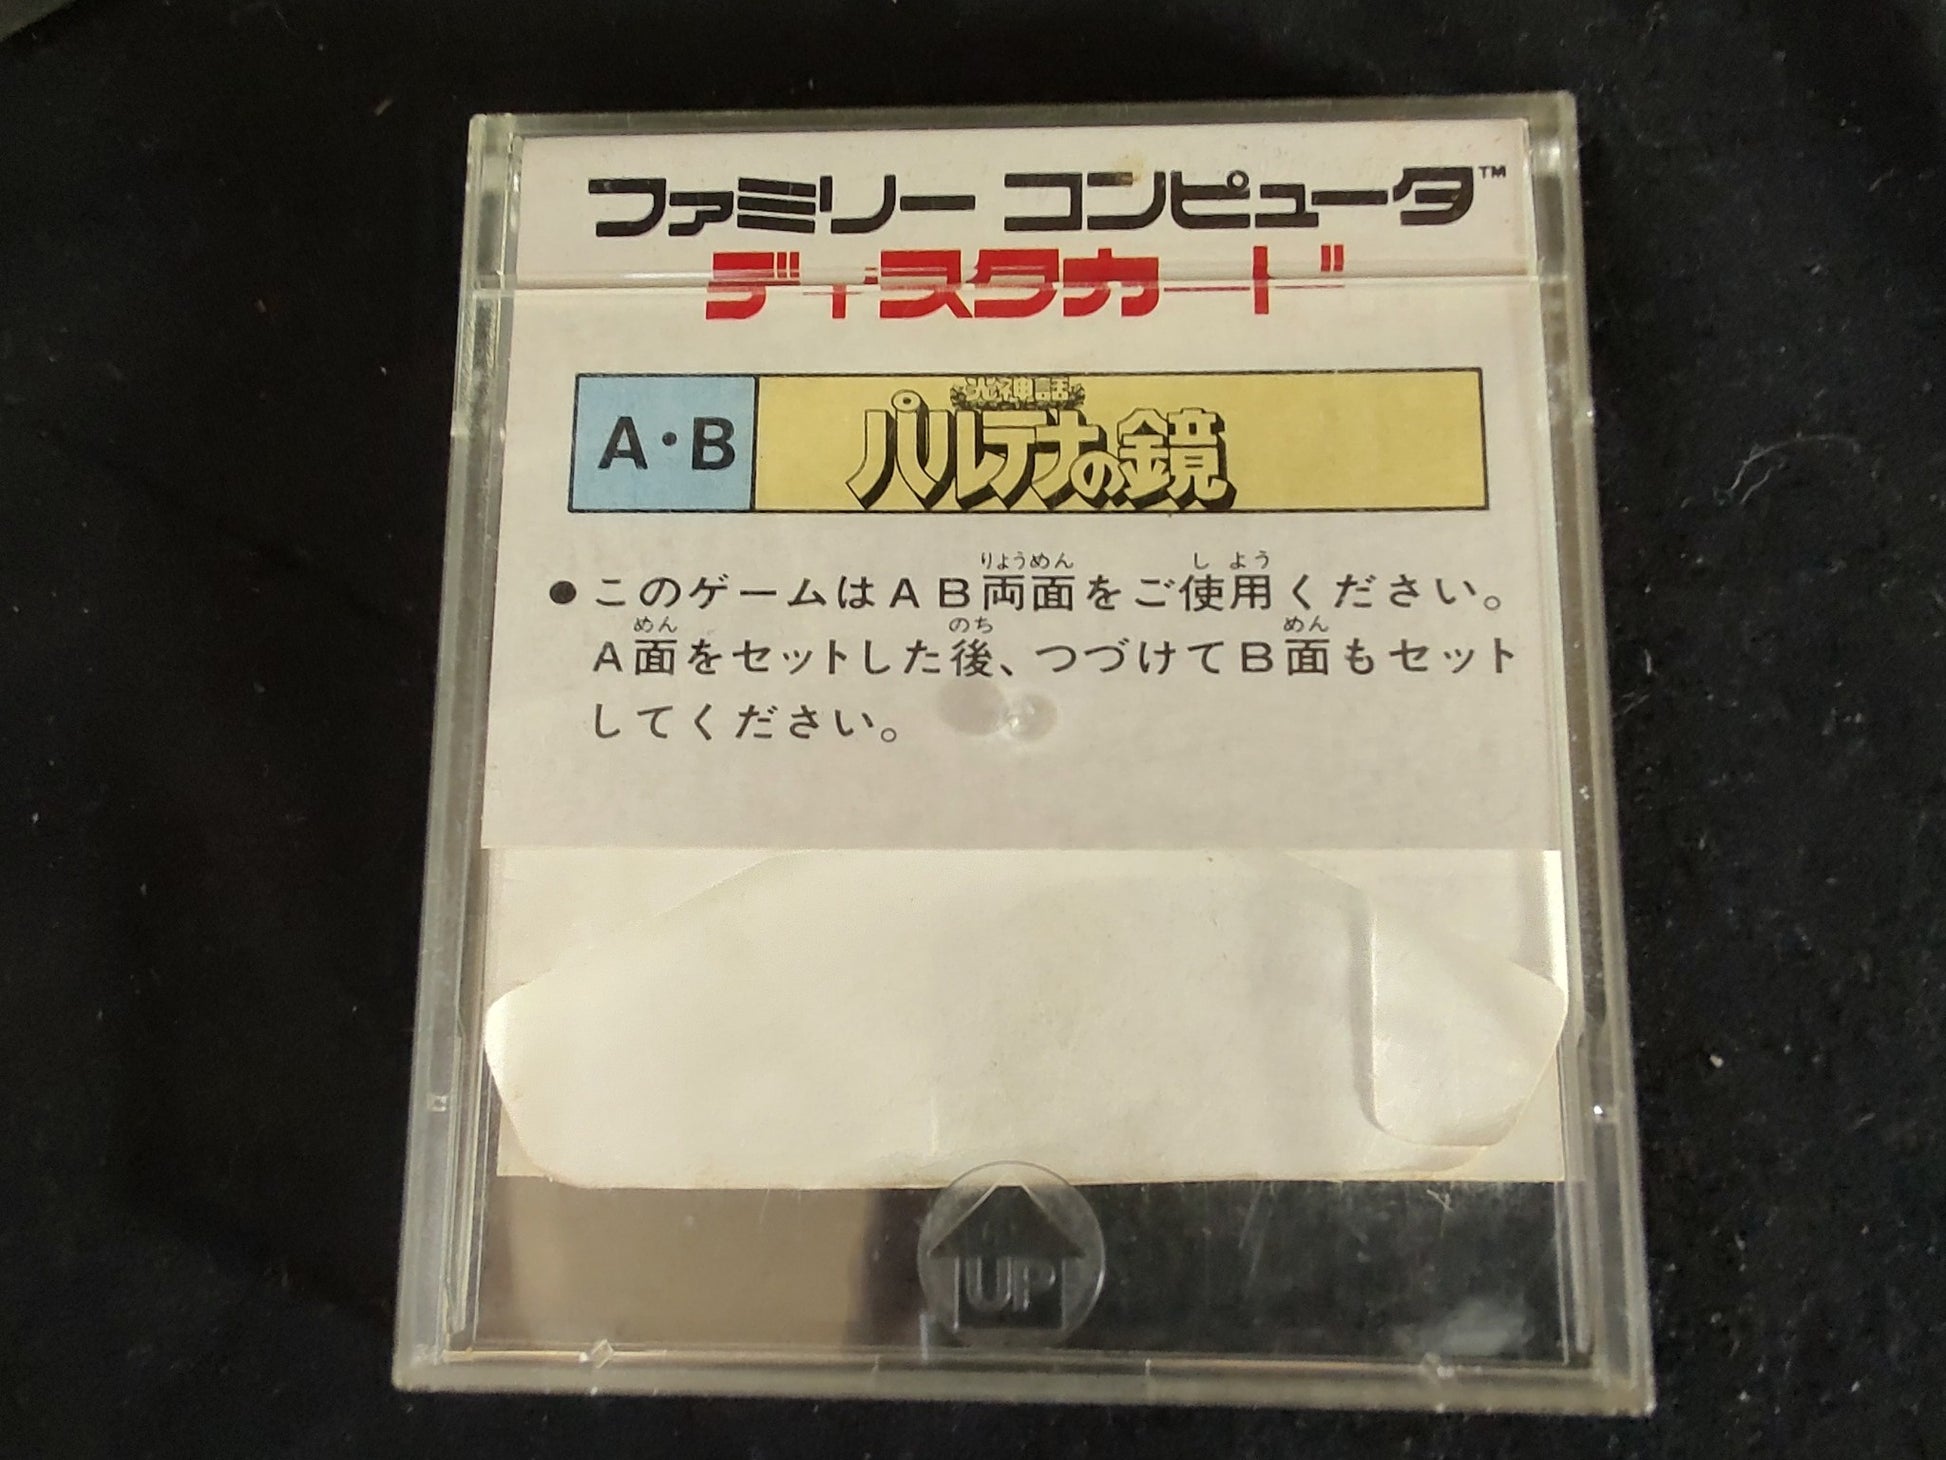 ファミリー コンピュータ™
ディスクカード
A・B
光神話
パルテナの鏡
りょうめん しよう
●このゲームはAB両面をご使用ください。
めん のち めん
A面をセットした後、つづけてB面もセット
してください。
UP